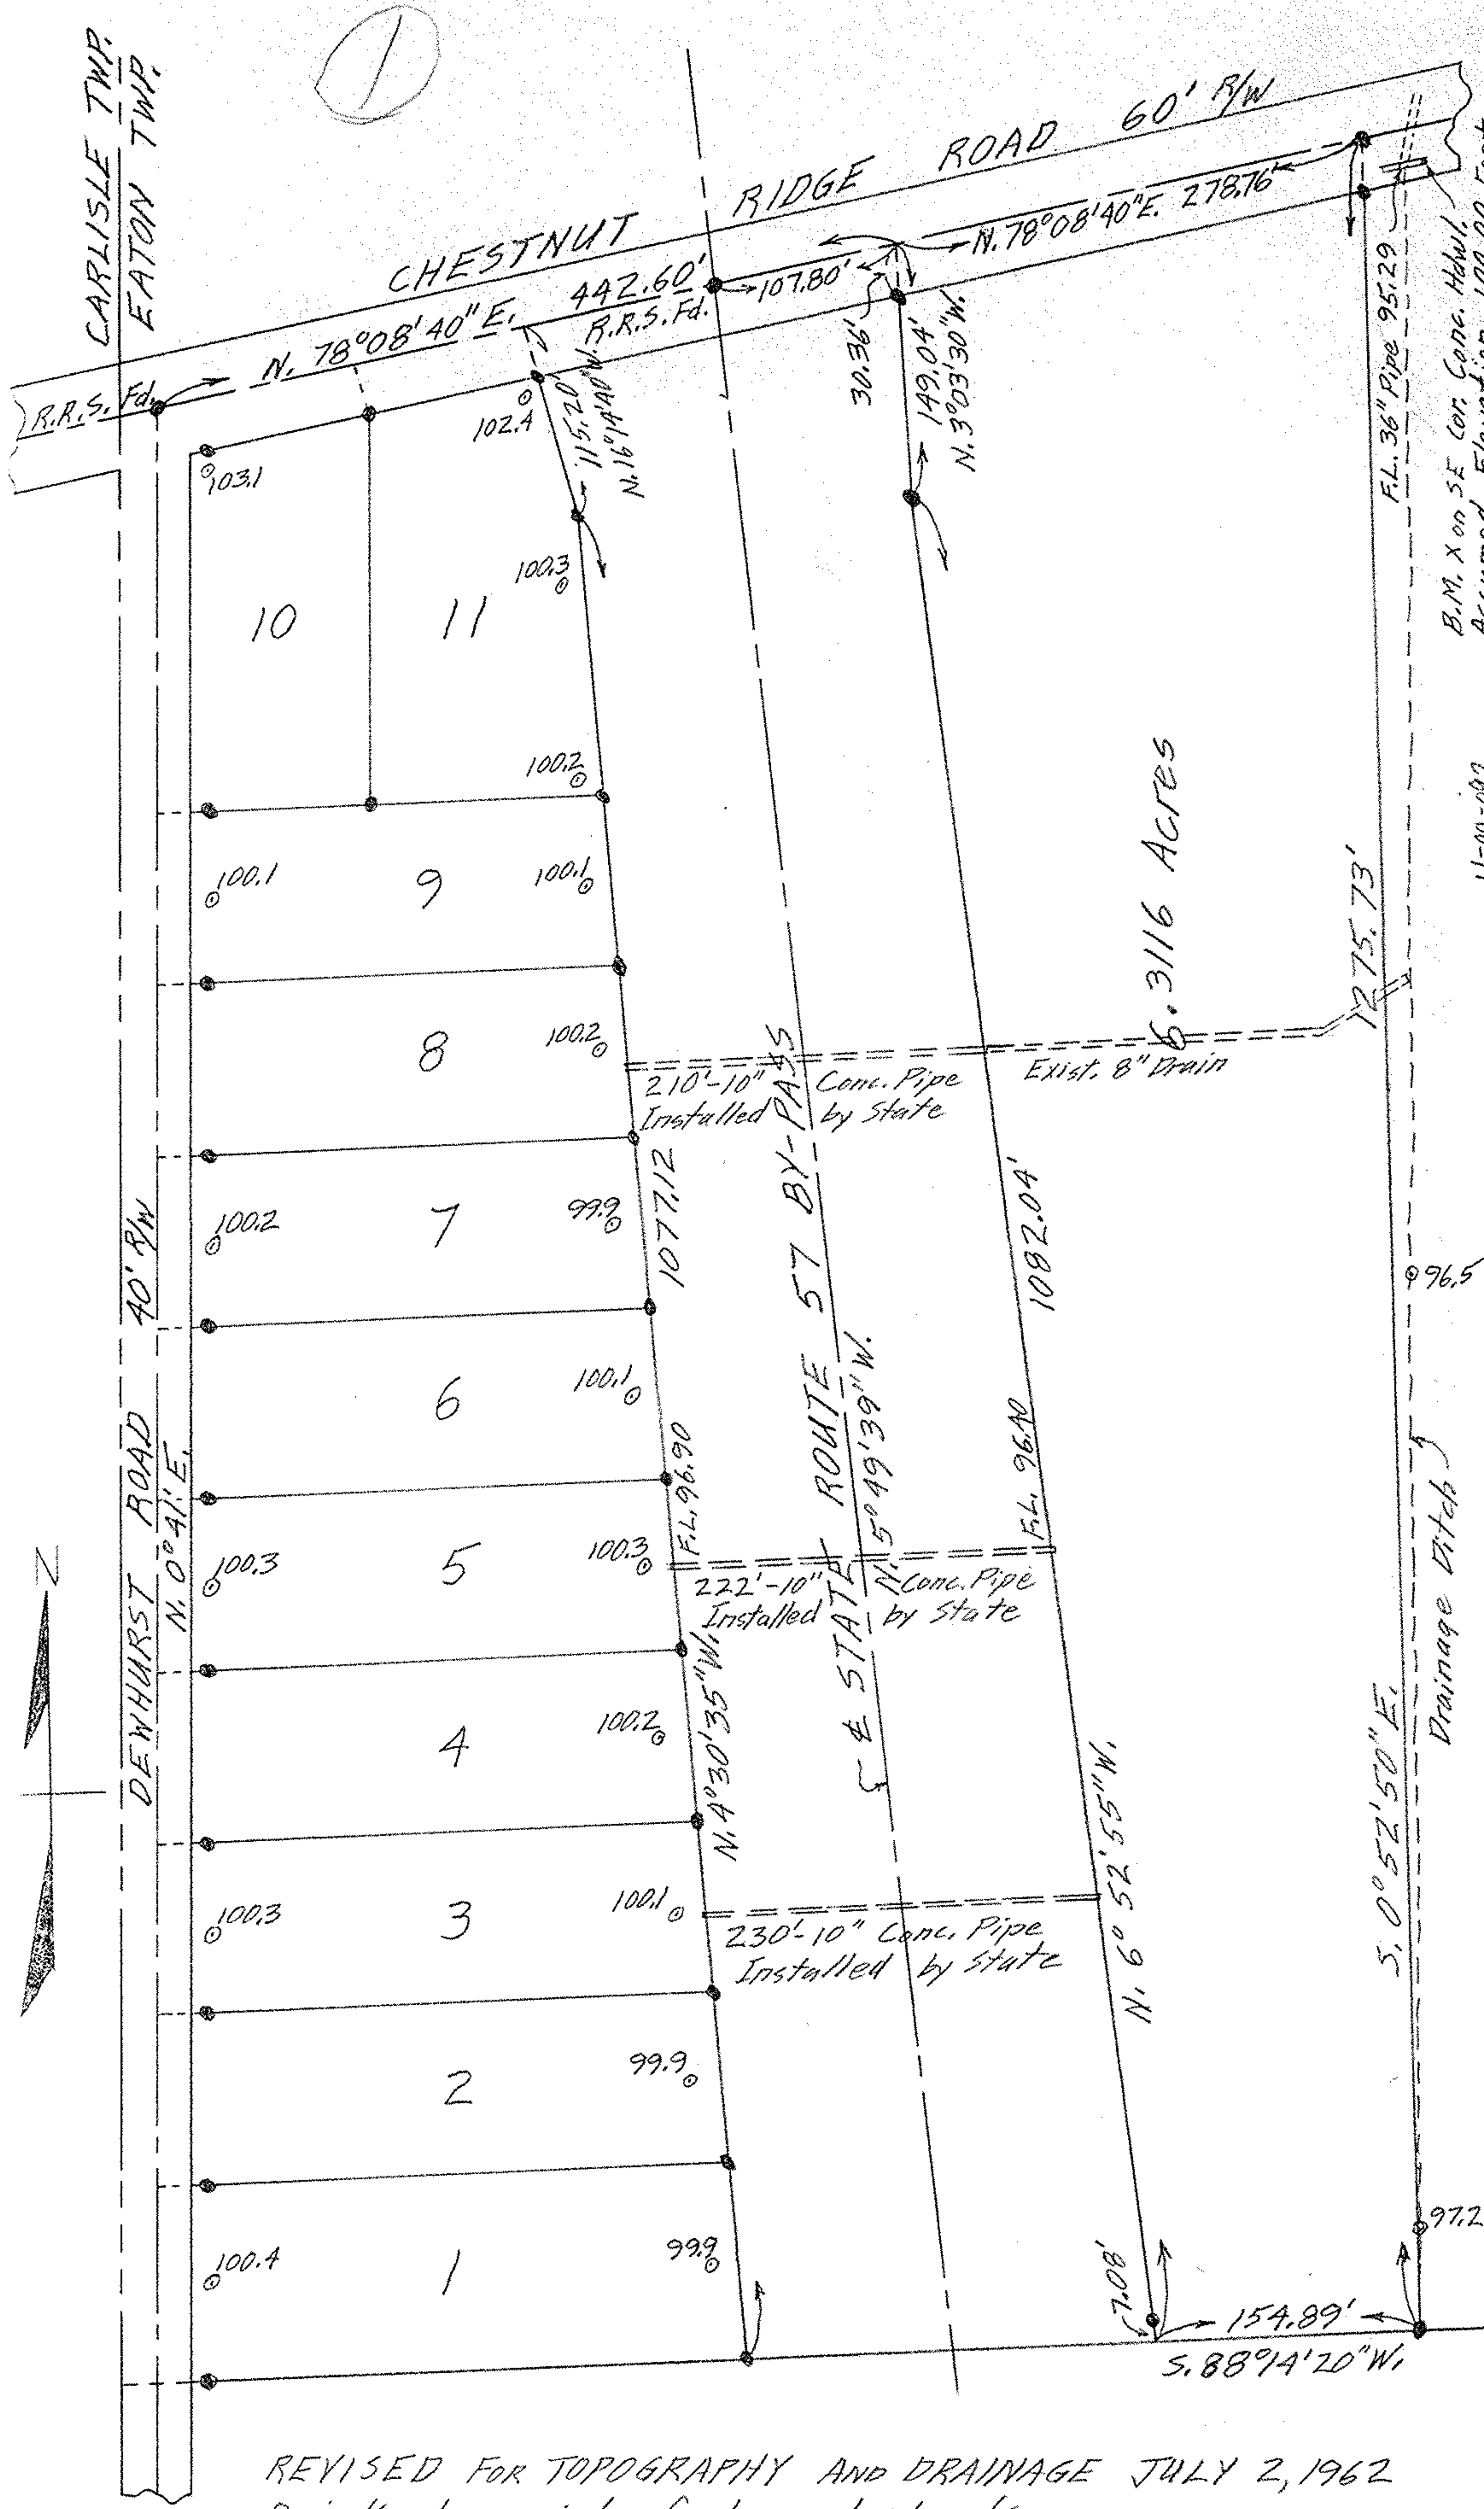 1
CARLISLE TWP.
EATON TWP.
CHESTNUT RIDGE ROAD 60' R/W
R.R.S. Fd.
N. 78°08'40" E. 442.60'
R.R.S. Fd.
107.80'
N. 78°08'40" E. 278.76'
30.36'
149.04'
N. 3°03'30" W.
115.20'
N. 16°14'40" W.
102.4
103.1
F.L. 36" Pipe 95.29
B.M. X on SE Cor. Conc. Hdwl.
Assumed Elevation 100.00 Feet
10
11
100.3
100.2
6.3116 Acres
11-00-092
100.1
9
100.1
1275.73'
8
100.2
210'-10" Conc. Pipe
Installed by State
Exist. 8" Drain
DEWHURST ROAD 40' R/W
N. 0°41' E.
100.2
7
99.9
1077.12
1082.04'
96.5
6
100.1
F.L. 96.90
F.L. 96.40
℄ STATE ROUTE 57 BY-PASS
N. 5°49'39" W.
N
100.3
5
100.3
222'-10" Conc. Pipe
Installed by State
Drainage Ditch
4
100.2
N. 4°30'35" W.
N. 6°52'55" W.
S. 0°52'50" E.
100.3
3
100.1
230'-10" Conc. Pipe
Installed by State
2
99.9
97.2
100.4
1
99.9
7.08'
154.89'
S. 88°14'20" W.
REVISED FOR TOPOGRAPHY AND DRAINAGE JULY 2, 1962